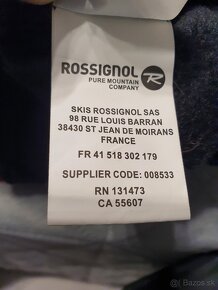 ROSSIGNOL
PURE MOUNTAIN
COMPANY
SKIS ROSSIGNOL SAS
98 RUE LOUIS BARRAN
38430 ST JEAN DE MOIRANS
FRANCE
FR 41 518 302 179
SUPPLIER CODE: 008533
RN 131473
CA 55607
bazar.sk